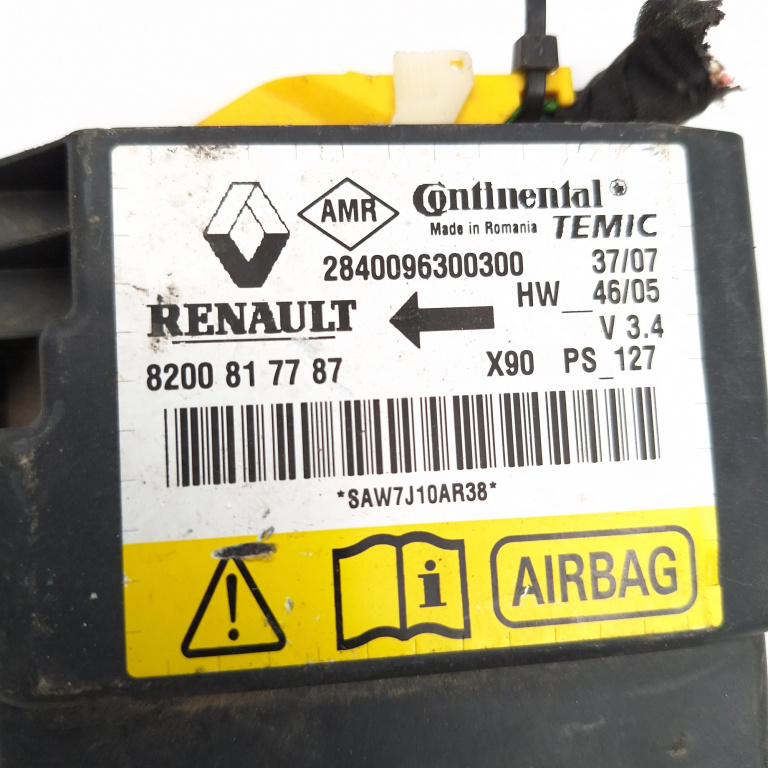 AMR
Continental
Made in Romania TEMIC
2840096300300 37/07
HW__46/05
RENAULT
V 3.4
8200 81 77 87 X90 PS_127
*SAW7J10AR38*
i
AIRBAG